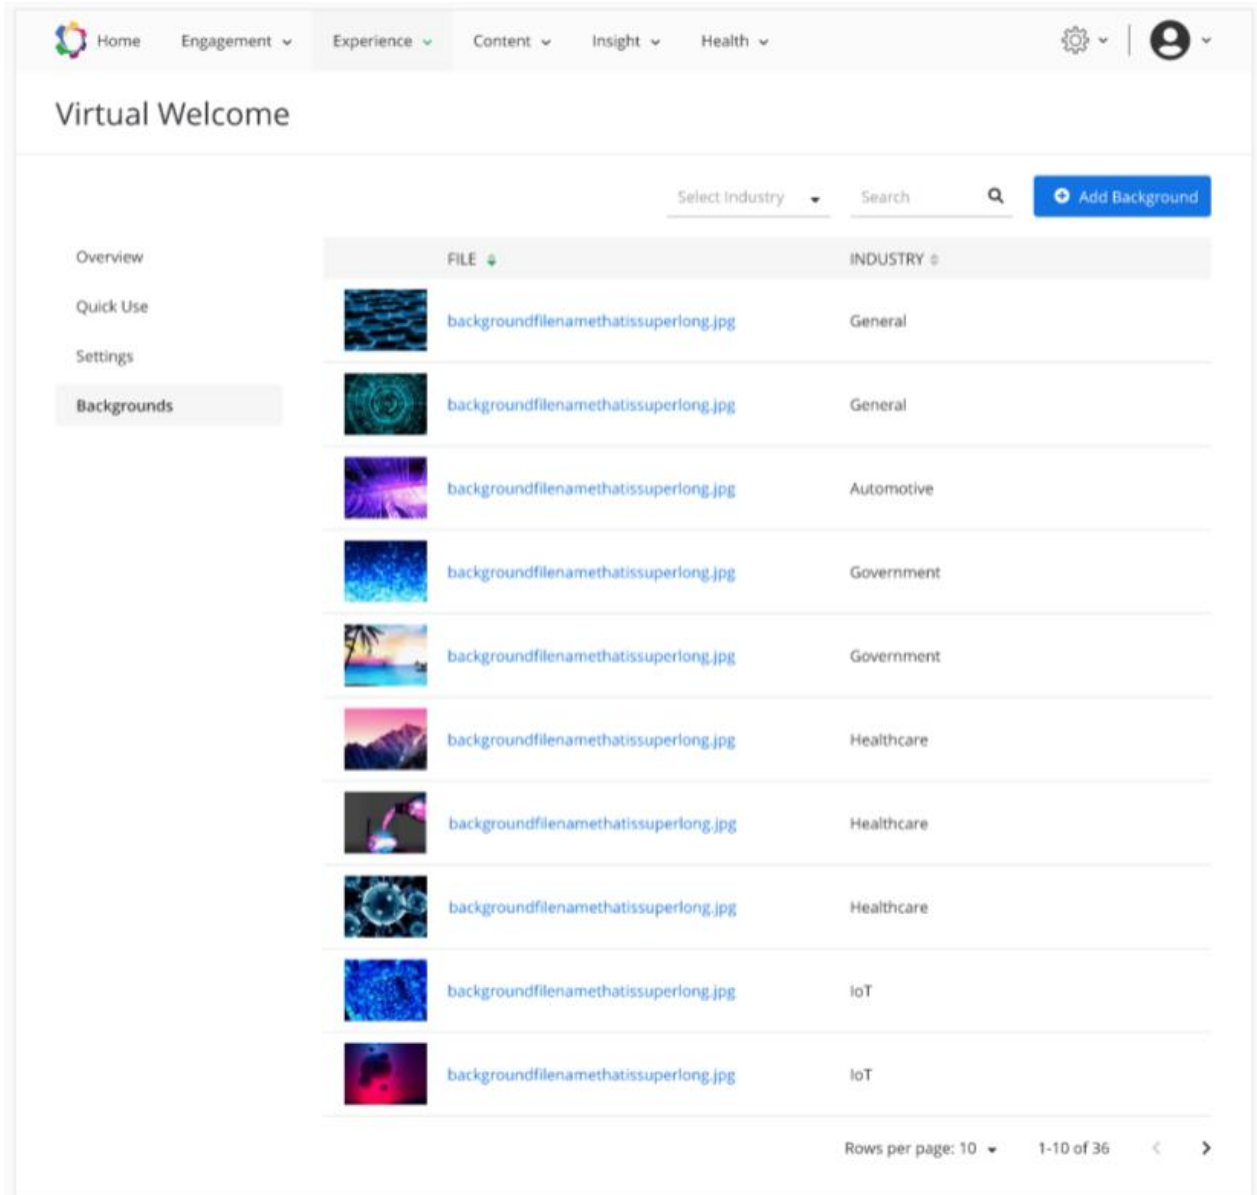 Home Engagement Experience Content Insight Health
Virtual Welcome
Select Industry Search Add Background
Overview
Quick Use
Settings
Backgrounds
FILE INDUSTRY
backgroundfilenamethatissuperlong.jpg General
backgroundfilenamethatissuperlong.jpg General
backgroundfilenamethatissuperlong.jpg Automotive
backgroundfilenamethatissuperlong.jpg Government
backgroundfilenamethatissuperlong.jpg Government
backgroundfilenamethatissuperlong.jpg Healthcare
backgroundfilenamethatissuperlong.jpg Healthcare
backgroundfilenamethatissuperlong.jpg Healthcare
backgroundfilenamethatissuperlong.jpg IoT
backgroundfilenamethatissuperlong.jpg IoT
Rows per page: 10 1-10 of 36